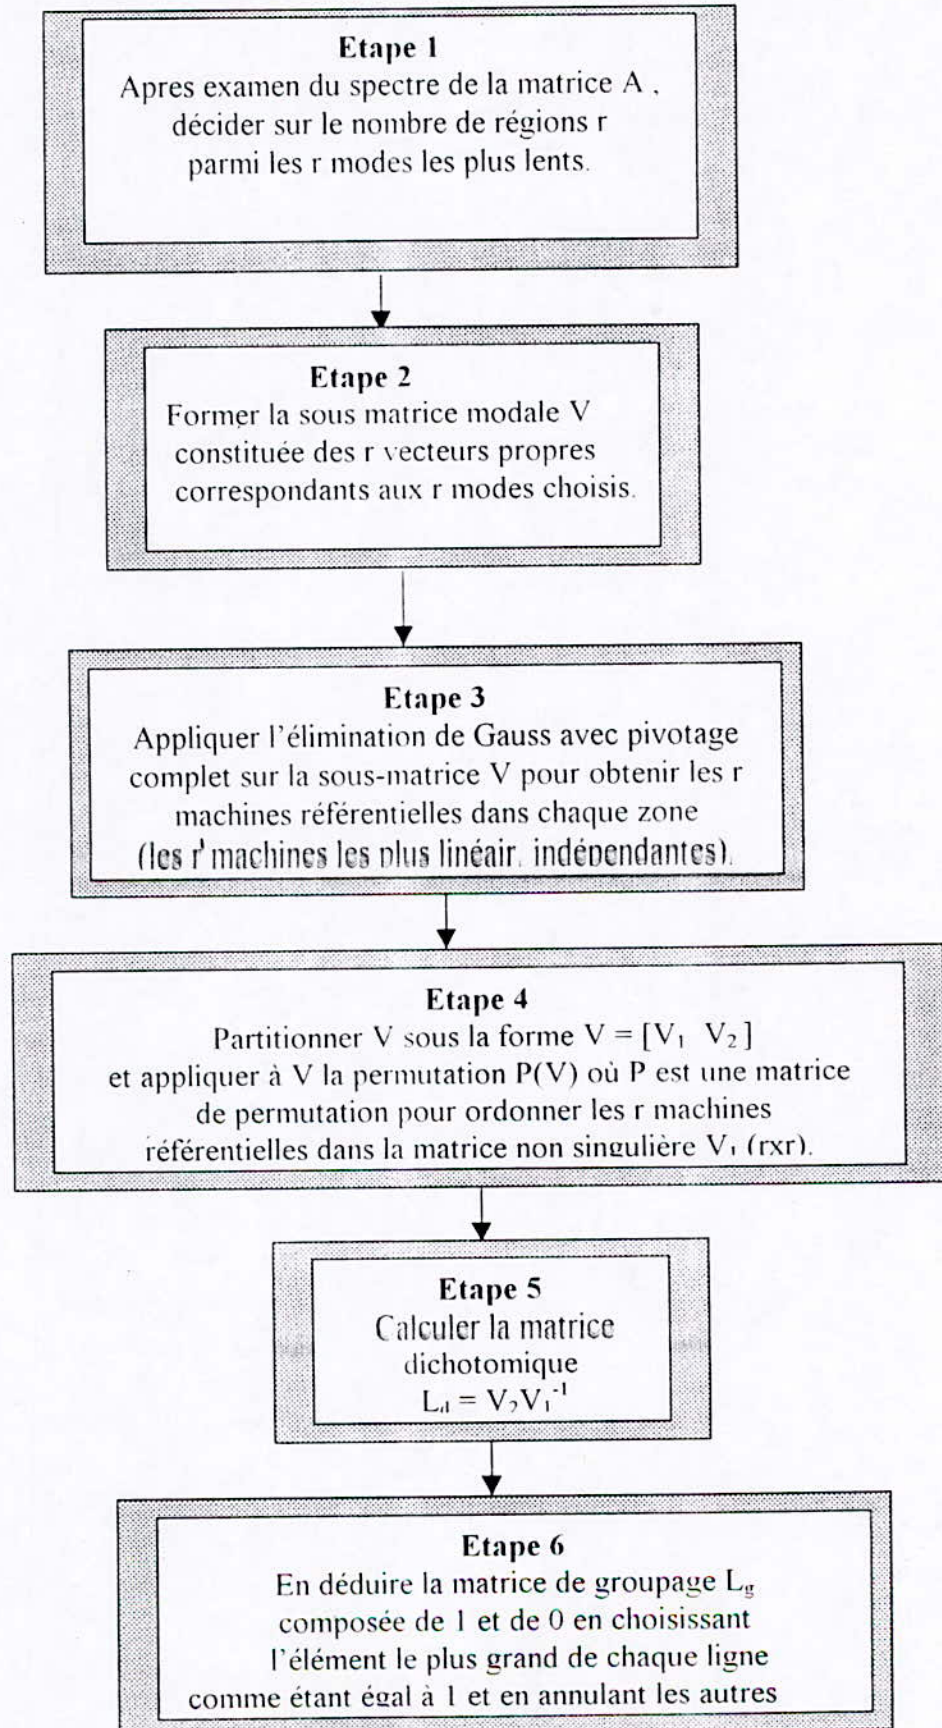 Etape 1
Apres examen du spectre de la matrice A ,
décider sur le nombre de régions r
parmi les r modes les plus lents.
Etape 2
Former la sous matrice modale V
constituée des r vecteurs propres
correspondants aux r modes choisis.
Etape 3
Appliquer l'élimination de Gauss avec pivotage
complet sur la sous-matrice V pour obtenir les r
machines référentielles dans chaque zone
(les r machines les plus linéair. indépendantes).
Etape 4
Partitionner V sous la forme V = [V₁ V₂]
et appliquer à V la permutation P(V) où P est une matrice
de permutation pour ordonner les r machines
référentielles dans la matrice non singulière V₁ (rxr).
Etape 5
Calculer la matrice
dichotomique
L_d = V₂V₁⁻¹
Etape 6
En déduire la matrice de groupage L_g
composée de 1 et de 0 en choisissant
l'élément le plus grand de chaque ligne
comme étant égal à 1 et en annulant les autres